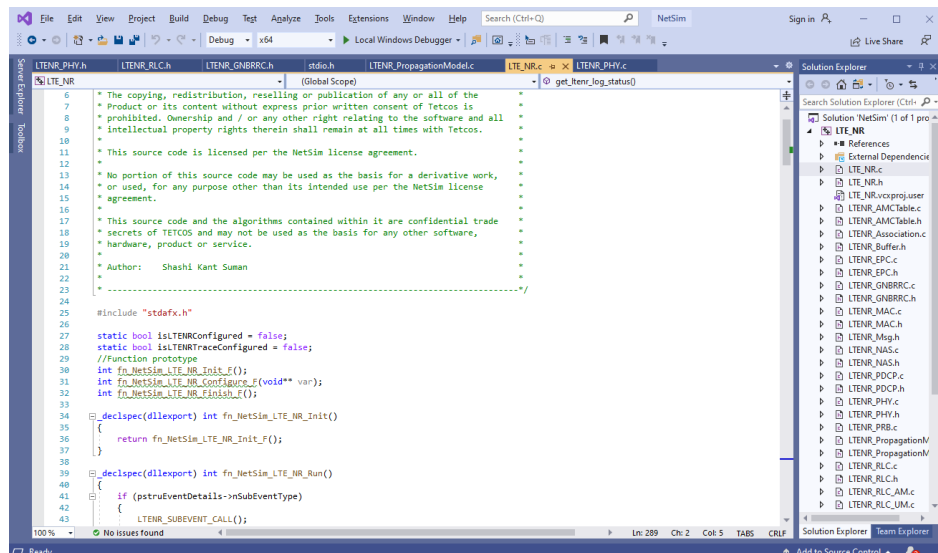 File Edit View Project Build Debug Test Analyze Tools Extensions Window Help Search (Ctrl+Q) NetSim Sign in
Debug x64 Local Windows Debugger Live Share
Server Explorer
Toolbox
LTENR_PHY.h LTENR_RLC.h LTENR_GNBRRC.h stdio.h LTENR_PropagationModel.c LTE_NR.c LTENR_PHY.c
LTE_NR (Global Scope) get_ltenr_log_status()
6 * The copying, redistribution, reselling or publication of any or all of the *
7 * Product or its content without express prior written consent of Tetcos is *
8 * prohibited. Ownership and / or any other right relating to the software and all *
9 * intellectual property rights therein shall remain at all times with Tetcos. *
10 * *
11 * This source code is licensed per the NetSim license agreement. *
12 * *
13 * No portion of this source code may be used as the basis for a derivative work, *
14 * or used, for any purpose other than its intended use per the NetSim license *
15 * agreement. *
16 * *
17 * This source code and the algorithms contained within it are confidential trade *
18 * secrets of TETCOS and may not be used as the basis for any other software, *
19 * hardware, product or service. *
20 * *
21 * Author: Shashi Kant Suman *
22 * *
23 * ----------------------------------------------------------------------------------*/
24
25 #include "stdafx.h"
26
27 static bool isLTENRConfigured = false;
28 static bool isLTENRTraceConfigured = false;
29 //Function prototype
30 int fn_NetSim_LTE_NR_Init_F();
31 int fn_NetSim_LTE_NR_Configure_F(void** var);
32 int fn_NetSim_LTE_NR_Finish_F();
33
34 _declspec(dllexport) int fn_NetSim_LTE_NR_Init()
35 {
36 return fn_NetSim_LTE_NR_Init_F();
37 }
38
39 _declspec(dllexport) int fn_NetSim_LTE_NR_Run()
40 {
41 if (pstruEventDetails->nSubEventType)
42 {
43 LTENR_SUBEVENT_CALL();
100 % No issues found Ln: 289 Ch: 2 Col: 5 TABS CRLF
Solution Explorer
Search Solution Explorer (Ctrl+
Solution 'NetSim' (1 of 1 pro
LTE_NR
References
External Dependencie
LTE_NR.c
LTE_NR.h
LTE_NR.vcxproj.user
LTENR_AMCTable.c
LTENR_AMCTable.h
LTENR_Association.c
LTENR_Buffer.h
LTENR_EPC.c
LTENR_EPC.h
LTENR_GNBRRC.c
LTENR_GNBRRC.h
LTENR_MAC.c
LTENR_MAC.h
LTENR_Msg.h
LTENR_NAS.c
LTENR_NAS.h
LTENR_PDCP.c
LTENR_PDCP.h
LTENR_PHY.c
LTENR_PHY.h
LTENR_PRB.c
LTENR_PropagationM
LTENR_PropagationM
LTENR_RLC.c
LTENR_RLC.h
LTENR_RLC_AM.c
LTENR_RLC_UM.c
Solution Explorer Team Explorer
Ready Add to Source Control